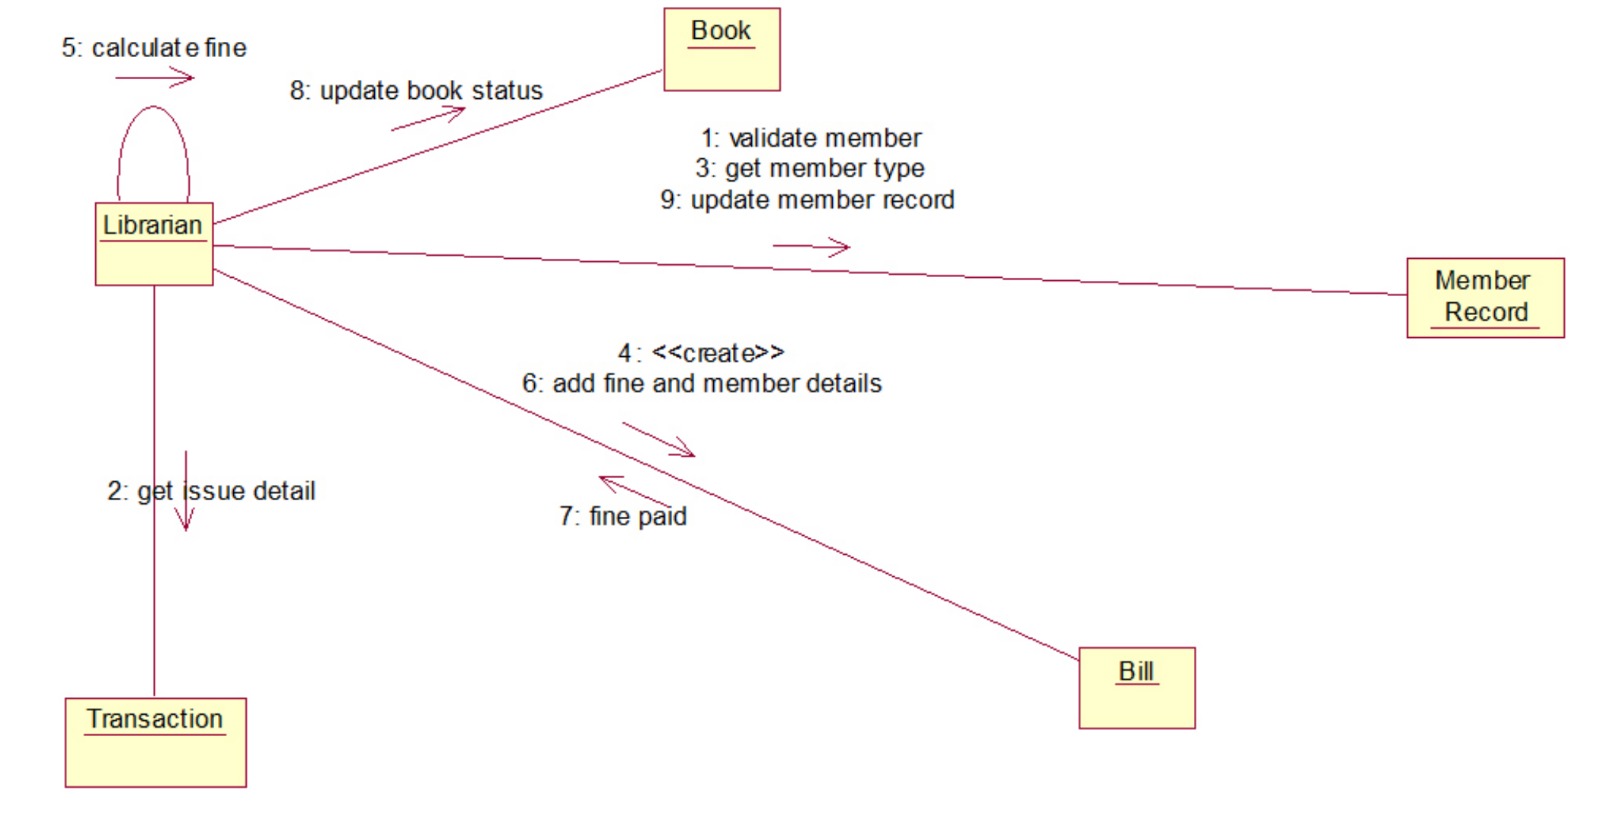 Book
5: calculate fine
8: update book status
1: validate member
3: get member type
9: update member record
Librarian
Member
Record
4: <<create>>
6: add fine and member details
2: get issue detail
7: fine paid
Bill
Transaction